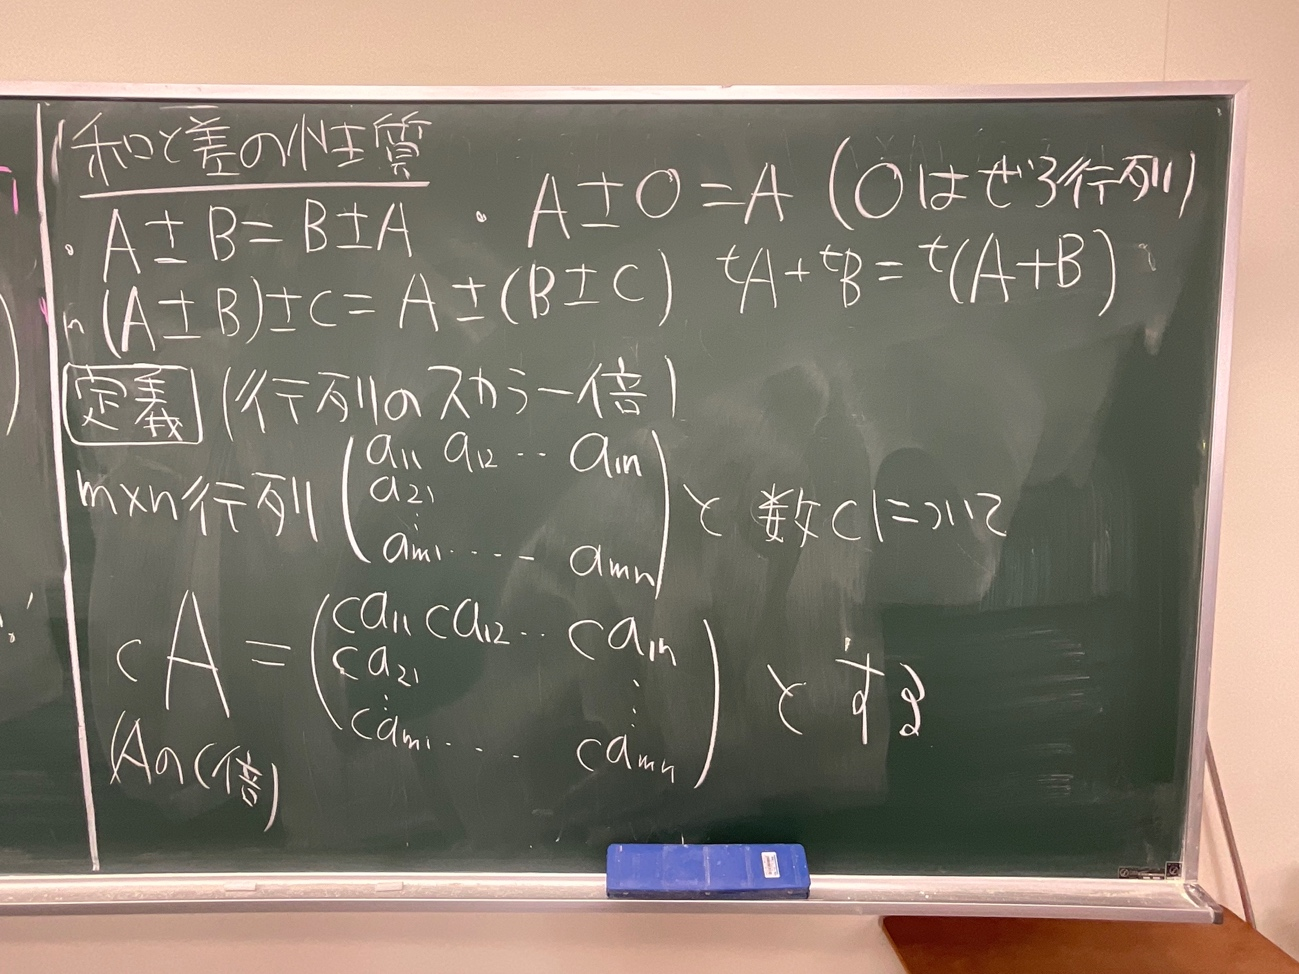 和と差の性質
・A±B=B±A
・A±O=A (Oはゼロ行列)
(A±B)±C=A±(B±C)
ᵗA+ᵗB=ᵗ(A+B)
定義 (行列のスカラー倍)
m×n行列 (a₁₁ a₁₂ ‥ a₁ₙ
a₂₁
⋮
aₘ₁ ‥‥ aₘₙ) と 数cについて
cA=(ca₁₁ ca₁₂ ‥ ca₁ₙ
ca₂₁ ⋮
⋮ ⋮
caₘ₁ ‥‥ caₘₙ) とする
(Aのc倍)